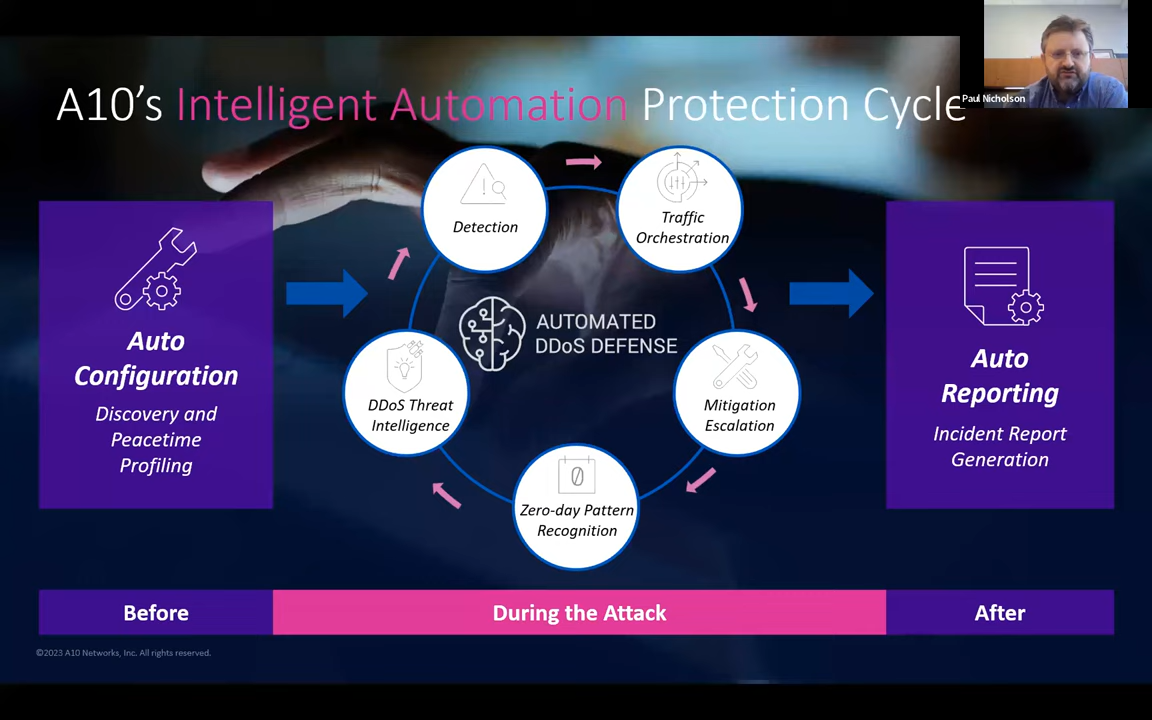 Paul Nicholson
A10's Intelligent Automation Protection Cycle
Auto
Configuration
Discovery and
Peacetime
Profiling
Detection
Traffic
Orchestration
AUTOMATED
DDoS DEFENSE
DDoS Threat
Intelligence
Mitigation
Escalation
Zero-day Pattern
Recognition
Auto
Reporting
Incident Report
Generation
Before
During the Attack
After
©2023 A10 Networks, Inc. All rights reserved.